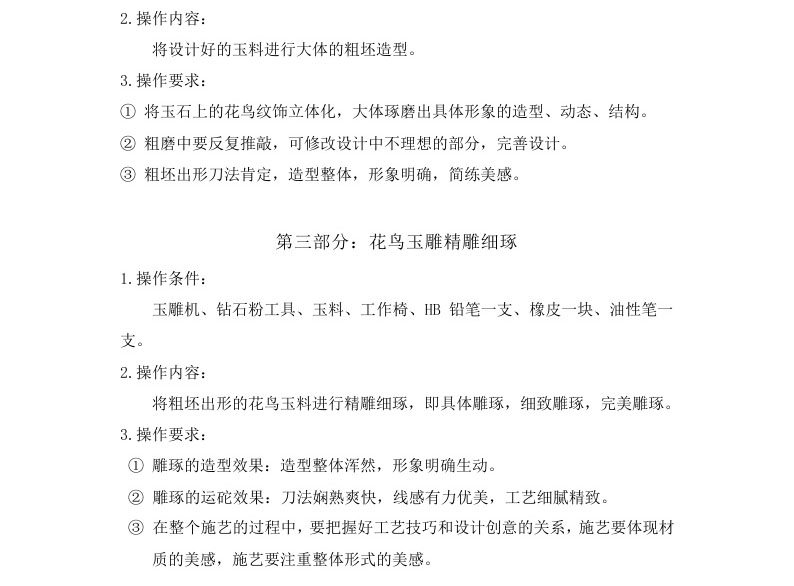 2.操作内容：
将设计好的玉料进行大体的粗坯造型。
3.操作要求：
① 将玉石上的花鸟纹饰立体化，大体琢磨出具体形象的造型、动态、结构。
② 粗磨中要反复推敲，可修改设计中不理想的部分，完善设计。
③ 粗坯出形刀法肯定，造型整体，形象明确，简练美感。
第三部分：花鸟玉雕精雕细琢
1.操作条件：
玉雕机、钻石粉工具、玉料、工作椅、HB 铅笔一支、橡皮一块、油性笔一
支。
2.操作内容：
将粗坯出形的花鸟玉料进行精雕细琢，即具体雕琢，细致雕琢，完美雕琢。
3.操作要求：
① 雕琢的造型效果：造型整体浑然，形象明确生动。
② 雕琢的运砣效果：刀法娴熟爽快，线感有力优美，工艺细腻精致。
③ 在整个施艺的过程中，要把握好工艺技巧和设计创意的关系，施艺要体现材
质的美感，施艺要注重整体形式的美感。